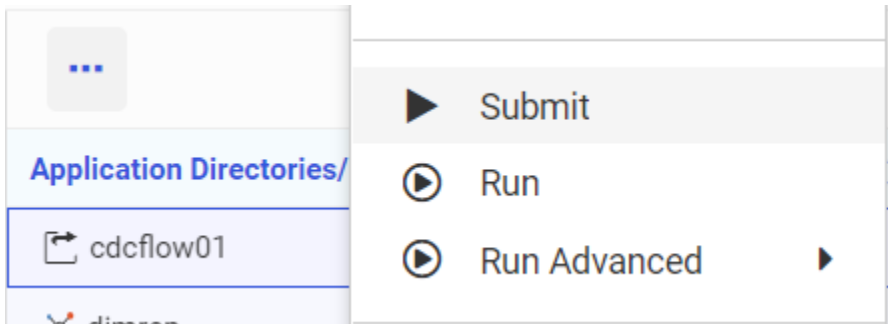 Submit
Application Directories/
Run
cdcflow01
Run Advanced